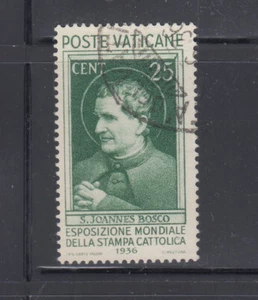 POSTE VATICANE
CENT 25
S. JOANNES BOSCO
ESPOSIZIONE MONDIALE
DELLA STAMPA CATTOLICA
1936